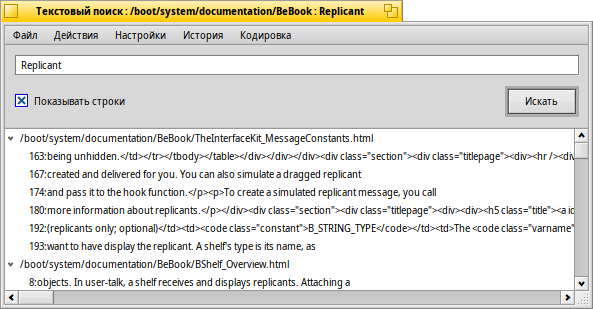 Текстовый поиск : /boot/system/documentation/BeBook : Replicant
Файл Действия Настройки История Кодировка
Replicant
Показывать строки
Искать
/boot/system/documentation/BeBook/TheInterfaceKit_MessageConstants.html
163:being unhidden.</td></tr></tbody></table></div></div></div><div class="section"><div class="titlepage"><div><hr /><div
167:created and delivered for you. You can also simulate a dragged replicant
174:and pass it to the hook function.</p><p>To create a simulated replicant message, you call
180:more information about replicants.</p></div><div class="section"><div class="titlepage"><div><div><h5 class="title"><a id
192:(replicants only; optional)</td><td><code class="constant">B_STRING_TYPE</code></td><td>The <code class="varname"
193:want to have display the replicant. A shelf's type is its name, as
/boot/system/documentation/BeBook/BShelf_Overview.html
8:objects. In user-talk, a shelf receives and displays replicants. Attaching a